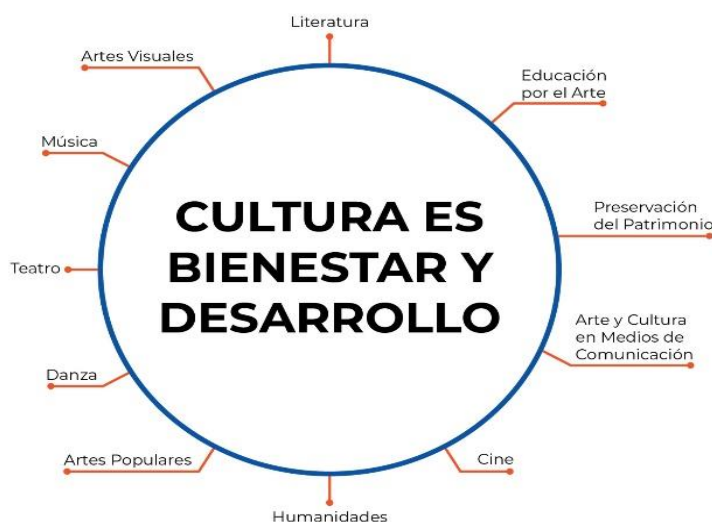 Literatura
Artes Visuales
Educación
por el Arte
Música
CULTURA ES
BIENESTAR Y
DESARROLLO
Preservación
del Patrimonio
Teatro
Arte y Cultura
en Medios de
Comunicación
Danza
Artes Populares
Cine
Humanidades